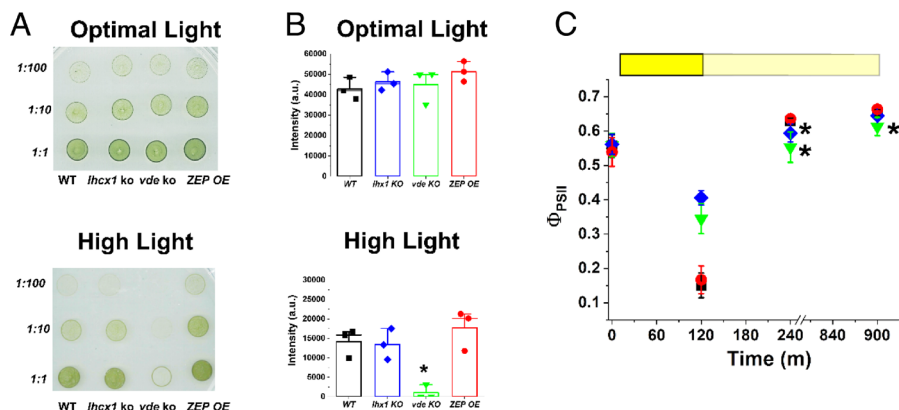 A
Optimal Light
1:100
1:10
1:1
WT lhcx1 ko vde ko ZEP OE
High Light
1:100
1:10
1:1
WT lhcx1 ko vde ko ZEP OE
B
Optimal Light
Intensity (a.u.)
60000
50000
40000
30000
20000
10000
0
WT lhx1 KO vde KO ZEP OE
High Light
Intensity (a.u.)
30000
25000
20000
15000
10000
5000
0
*
WT lhx1 KO vde KO ZEP OE
C
ΦPSII
0.7
0.6
0.5
0.4
0.3
0.2
0.1
*
*
*
0 60 120 180 240 780 840 900
Time (m)